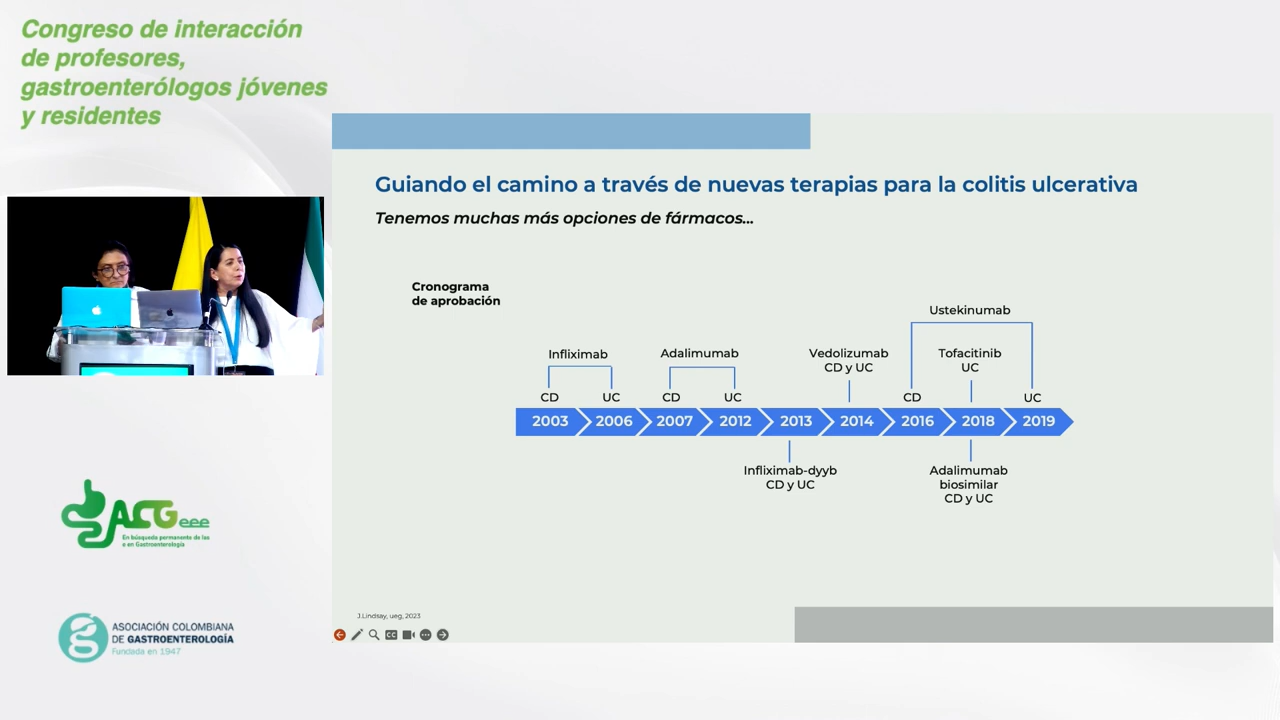 Congreso de interacción
de profesores,
gastroenterólogos jóvenes
y residentes
Guiando el camino a través de nuevas terapias para la colitis ulcerativa
Tenemos muchas más opciones de fármacos...
Cronograma
de aprobación
Ustekinumab
Infliximab
Adalimumab
Vedolizumab
CD y UC
Tofacitinib
UC
CD
UC
CD
UC
CD
UC
2003
2006
2007
2012
2013
2014
2016
2018
2019
Infliximab-dyyb
CD y UC
Adalimumab
biosimilar
CD y UC
J.Lindsay, ueg, 2023
CC
ACG eee
En búsqueda permanente de las
e en Gastroenterología
ASOCIACIÓN COLOMBIANA
DE GASTROENTEROLOGÍA
Fundada en 1947